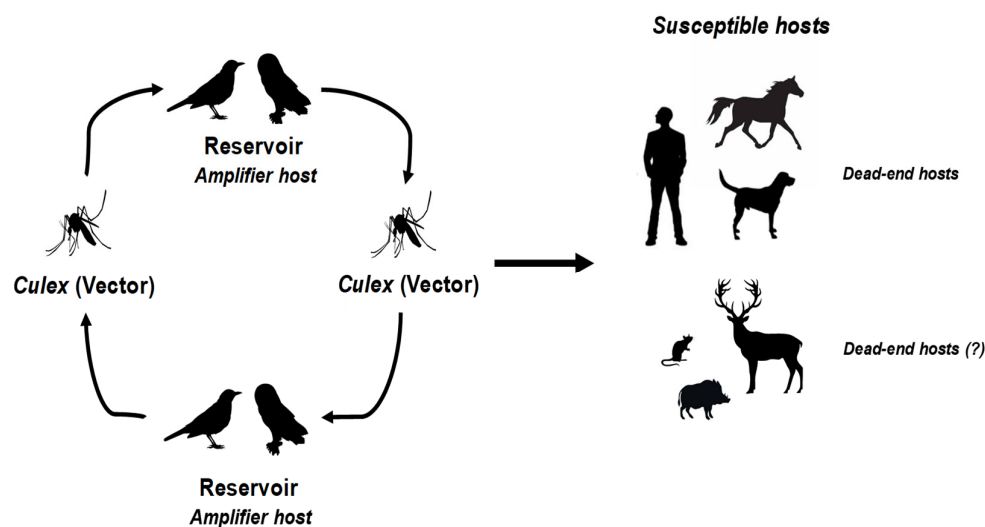 Susceptible hosts
Reservoir
Amplifier host
Dead-end hosts
Culex (Vector)
Culex (Vector)
Dead-end hosts (?)
Reservoir
Amplifier host